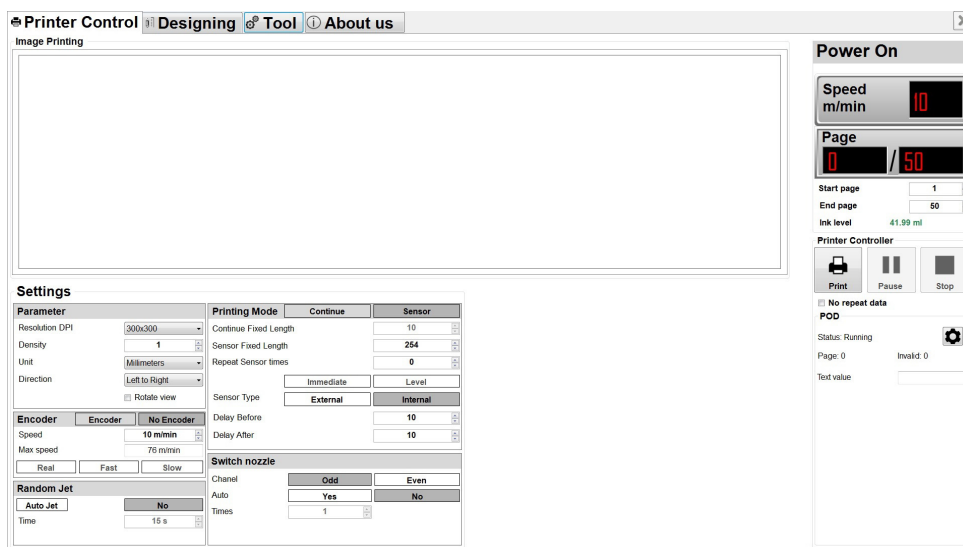 Printer Control Designing Tool About us
Image Printing
Power On
Speed
m/min
10
Page
0 / 50
Start page 1
End page 50
Ink level 41.99 ml
Printer Controller
Print Pause Stop
No repeat data
POD
Status: Running
Page: 0 Invalid: 0
Text value
Settings
Parameter
Resolution DPI 300x300
Density 1
Unit Millimeters
Direction Left to Right
Rotate view
Encoder Encoder No Encoder
Speed 10 m/min
Max speed 76 m/min
Real Fast Slow
Random Jet
Auto Jet No
Time 15 s
Printing Mode Continue Sensor
Continue Fixed Length 10
Sensor Fixed Length 254
Repeat Sensor times 0
Immediate Level
Sensor Type External Internal
Delay Before 10
Delay After 10
Switch nozzle
Chanel Odd Even
Auto Yes No
Times 1